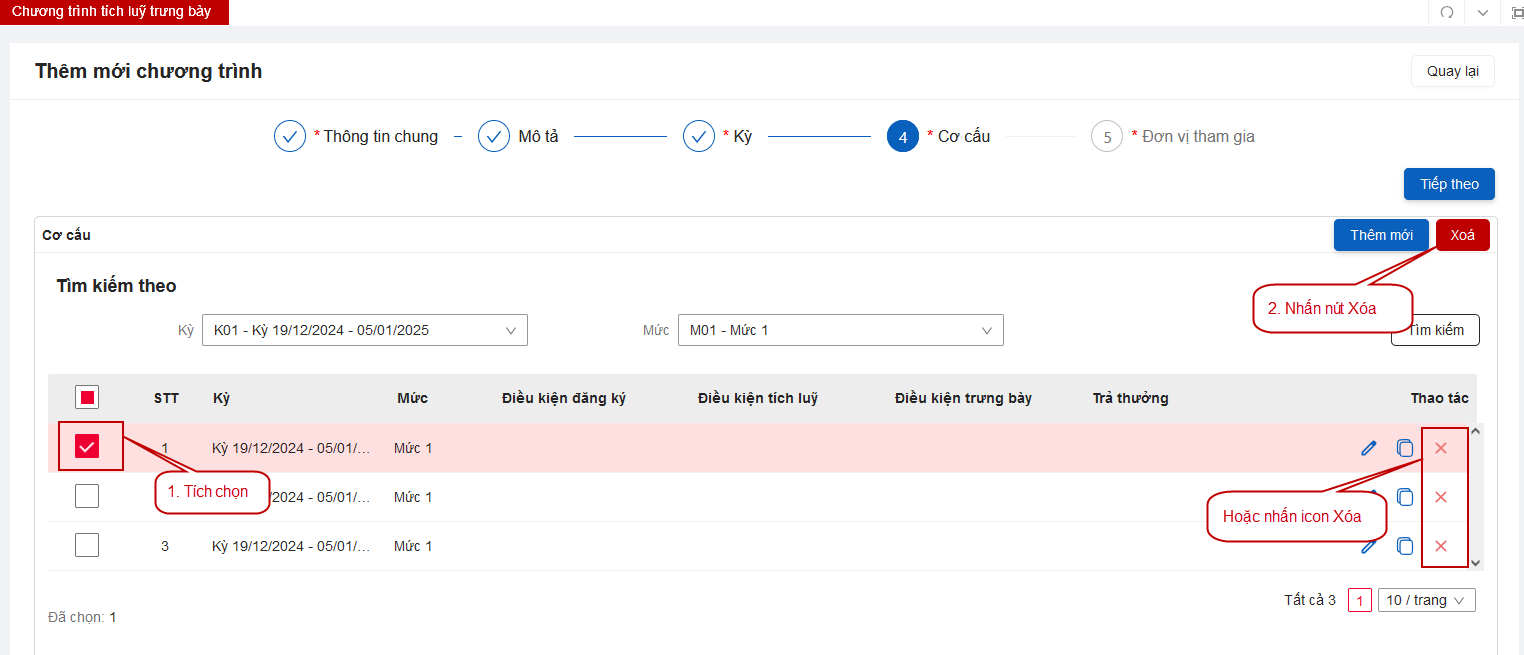 Chương trình tích luỹ trưng bày
Thêm mới chương trình
Quay lại
* Thông tin chung
Mô tả
* Kỳ
4 * Cơ cấu
5 * Đơn vị tham gia
Tiếp theo
Cơ cấu
Thêm mới
Xoá
Tìm kiếm theo
2. Nhấn nút Xóa
Kỳ K01 - Kỳ 19/12/2024 - 05/01/2025
Mức M01 - Mức 1
Tìm kiếm
STT Kỳ Mức Điều kiện đăng ký Điều kiện tích luỹ Điều kiện trưng bày Trả thưởng Thao tác
1 Kỳ 19/12/2024 - 05/01/... Mức 1
1. Tích chọn
/2024 - 05/01/... Mức 1
Hoặc nhấn icon Xóa
3 Kỳ 19/12/2024 - 05/01/... Mức 1
Tất cả 3 1 10 / trang
Đã chọn: 1